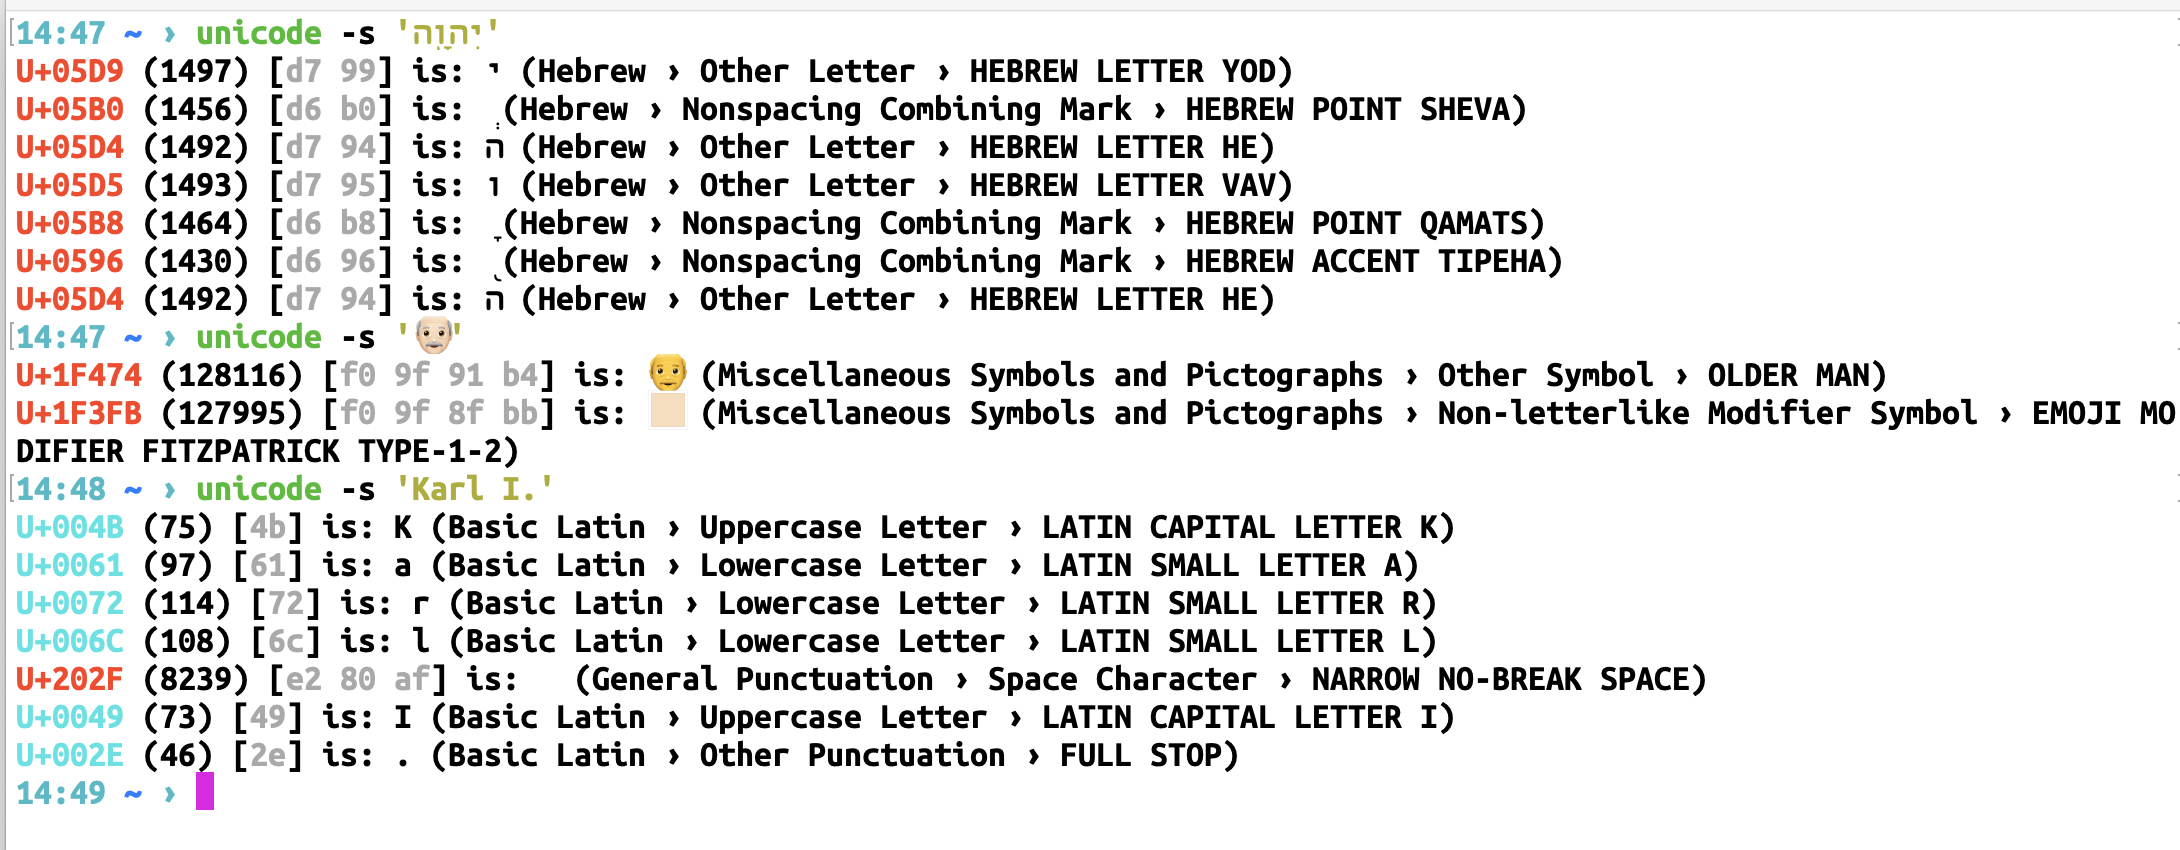 14:47 ~ › unicode -s 'יְהוָ֖ה'
U+05D9 (1497) [d7 99] is: י (Hebrew › Other Letter › HEBREW LETTER YOD)
U+05B0 (1456) [d6 b0] is: ְ (Hebrew › Nonspacing Combining Mark › HEBREW POINT SHEVA)
U+05D4 (1492) [d7 94] is: ה (Hebrew › Other Letter › HEBREW LETTER HE)
U+05D5 (1493) [d7 95] is: ו (Hebrew › Other Letter › HEBREW LETTER VAV)
U+05B8 (1464) [d6 b8] is: ָ (Hebrew › Nonspacing Combining Mark › HEBREW POINT QAMATS)
U+0596 (1430) [d6 96] is: ֖ (Hebrew › Nonspacing Combining Mark › HEBREW ACCENT TIPEHA)
U+05D4 (1492) [d7 94] is: ה (Hebrew › Other Letter › HEBREW LETTER HE)
14:47 ~ › unicode -s '👴🏻'
U+1F474 (128116) [f0 9f 91 b4] is: 👴 (Miscellaneous Symbols and Pictographs › Other Symbol › OLDER MAN)
U+1F3FB (127995) [f0 9f 8f bb] is: 🏻 (Miscellaneous Symbols and Pictographs › Non-letterlike Modifier Symbol › EMOJI MO
DIFIER FITZPATRICK TYPE-1-2)
14:48 ~ › unicode -s 'Karl I.'
U+004B (75) [4b] is: K (Basic Latin › Uppercase Letter › LATIN CAPITAL LETTER K)
U+0061 (97) [61] is: a (Basic Latin › Lowercase Letter › LATIN SMALL LETTER A)
U+0072 (114) [72] is: r (Basic Latin › Lowercase Letter › LATIN SMALL LETTER R)
U+006C (108) [6c] is: l (Basic Latin › Lowercase Letter › LATIN SMALL LETTER L)
U+202F (8239) [e2 80 af] is:   (General Punctuation › Space Character › NARROW NO-BREAK SPACE)
U+0049 (73) [49] is: I (Basic Latin › Uppercase Letter › LATIN CAPITAL LETTER I)
U+002E (46) [2e] is: . (Basic Latin › Other Punctuation › FULL STOP)
14:49 ~ ›